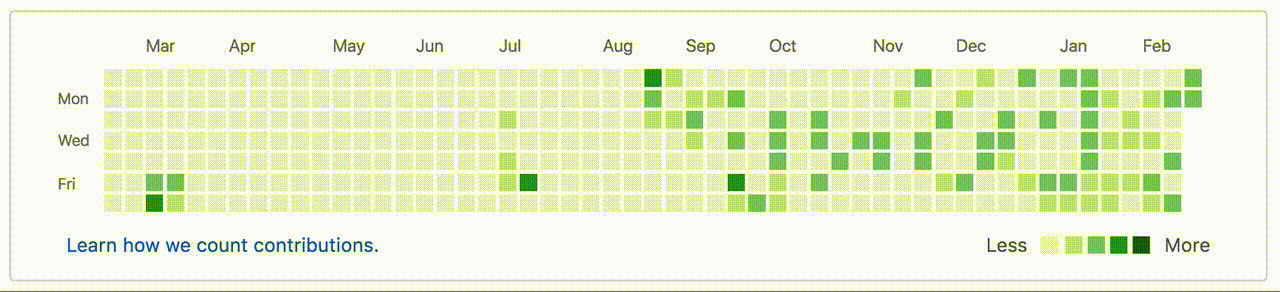 Mar Apr May Jun Jul Aug Sep Oct Nov Dec Jan Feb
Mon
Wed
Fri
Learn how we count contributions. Less More